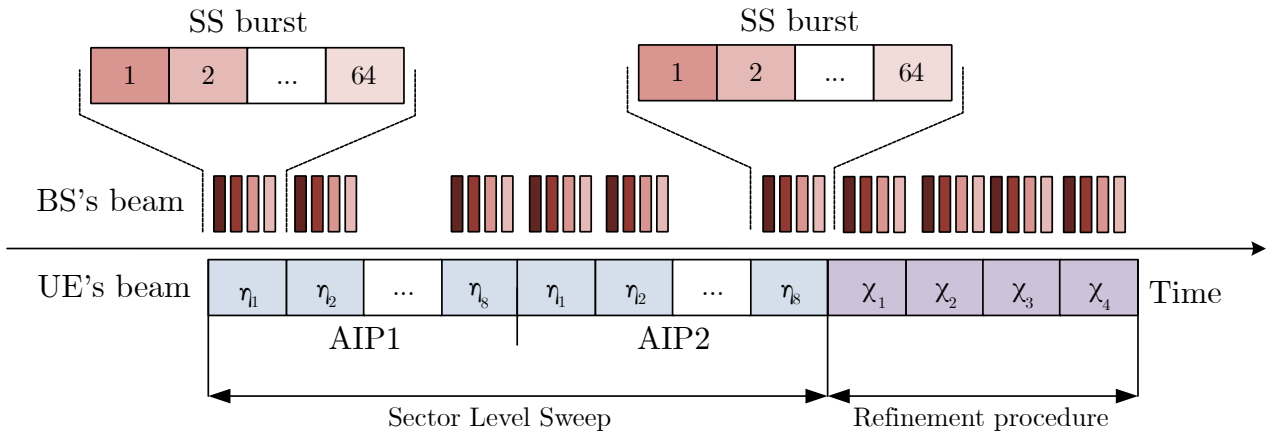 SS burst SS burst
1 2 ... 64 1 2 ... 64
BS's beam
UE's beam η1 η2 ... η8 η1 η2 ... η8 χ1 χ2 χ3 χ4 Time
AIP1 AIP2
Sector Level Sweep Refinement procedure